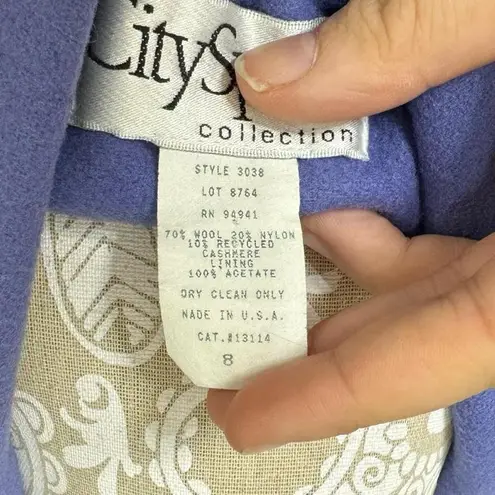 collection
STYLE 3038
LOT 8764
RN 94941
70% WOOL 20% NYLON
10% RECYCLED
CASHMERE
LINING
100% ACETATE
DRY CLEAN ONLY
MADE IN U.S.A.
CAT.#13114
8